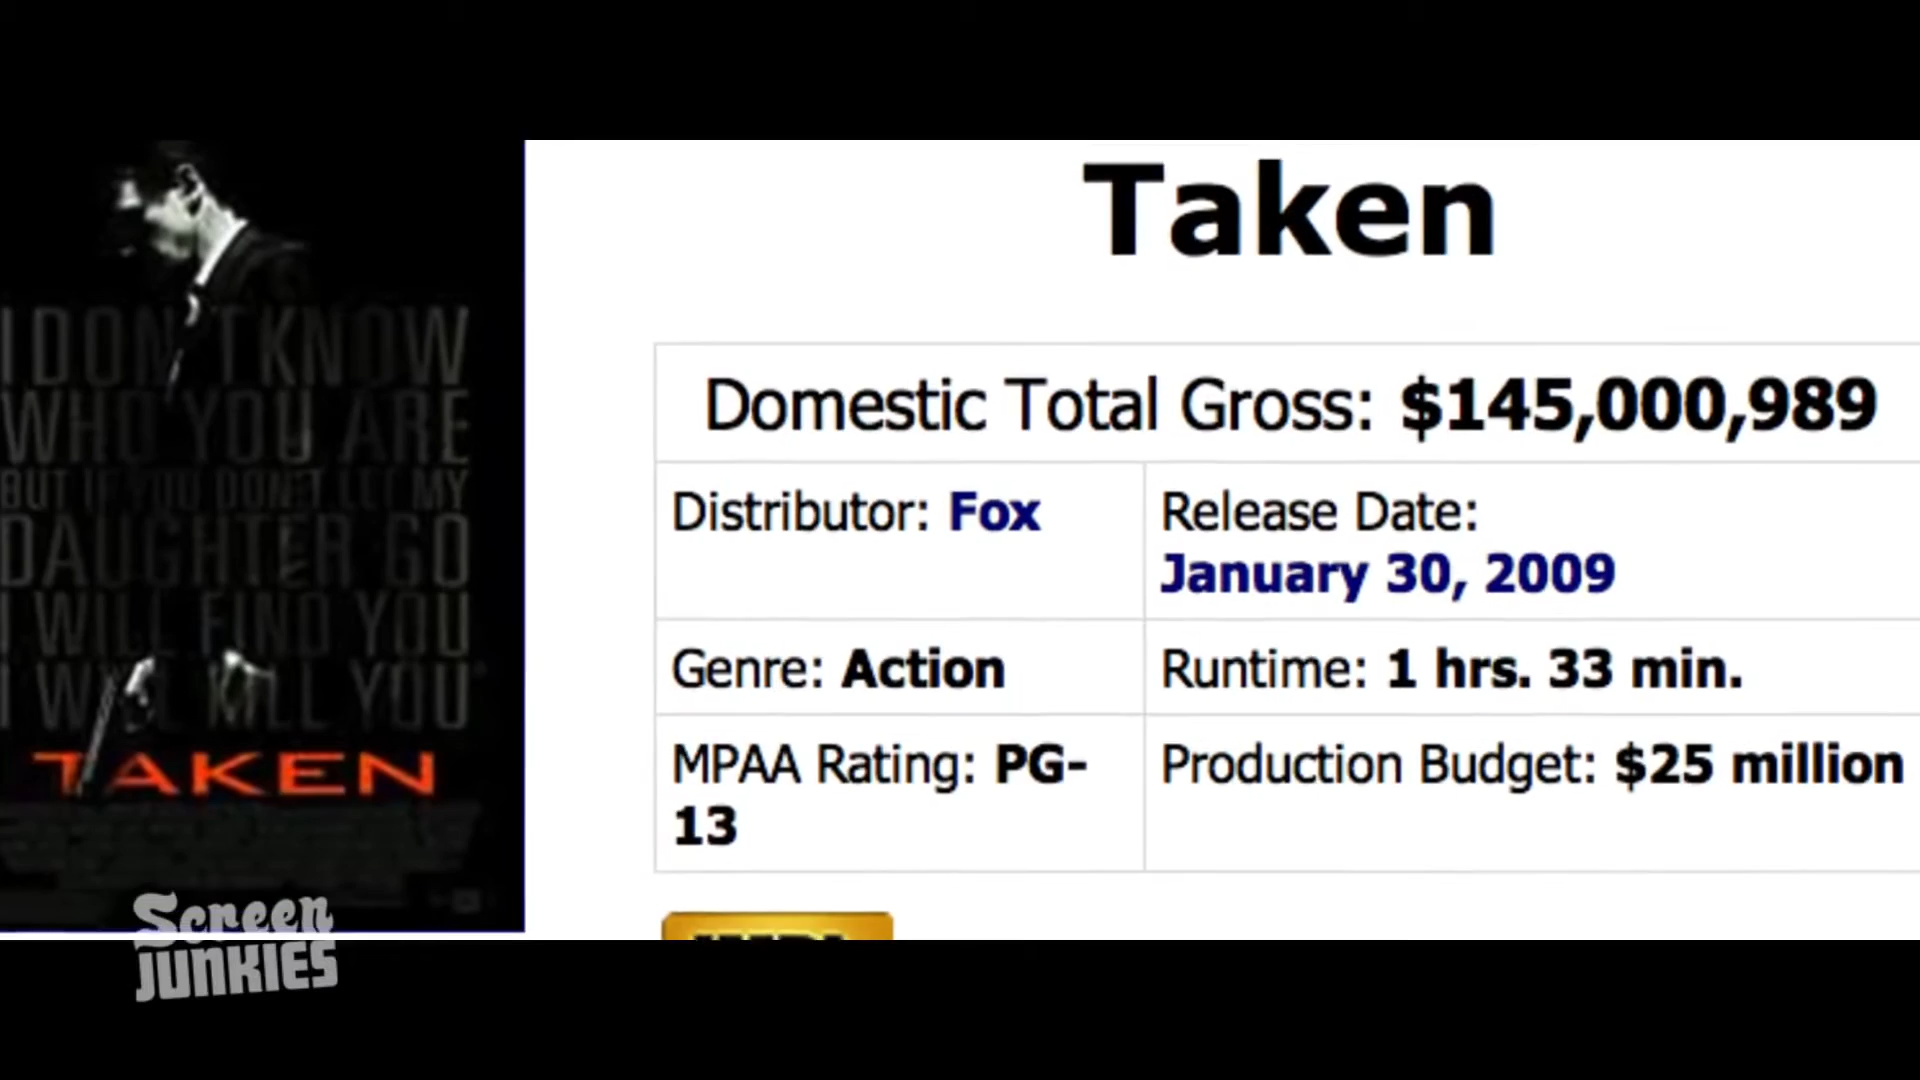 Taken
I DON'T KNOW
WHO YOU ARE
BUT IF YOU DON'T LET MY
DAUGHTER GO
I WILL FIND YOU
I WILL KILL YOU
TAKEN
Domestic Total Gross: $145,000,989
Distributor: Fox
Release Date:
January 30, 2009
Genre: Action
Runtime: 1 hrs. 33 min.
MPAA Rating: PG-
13
Production Budget: $25 million
Screen
JUNKIES